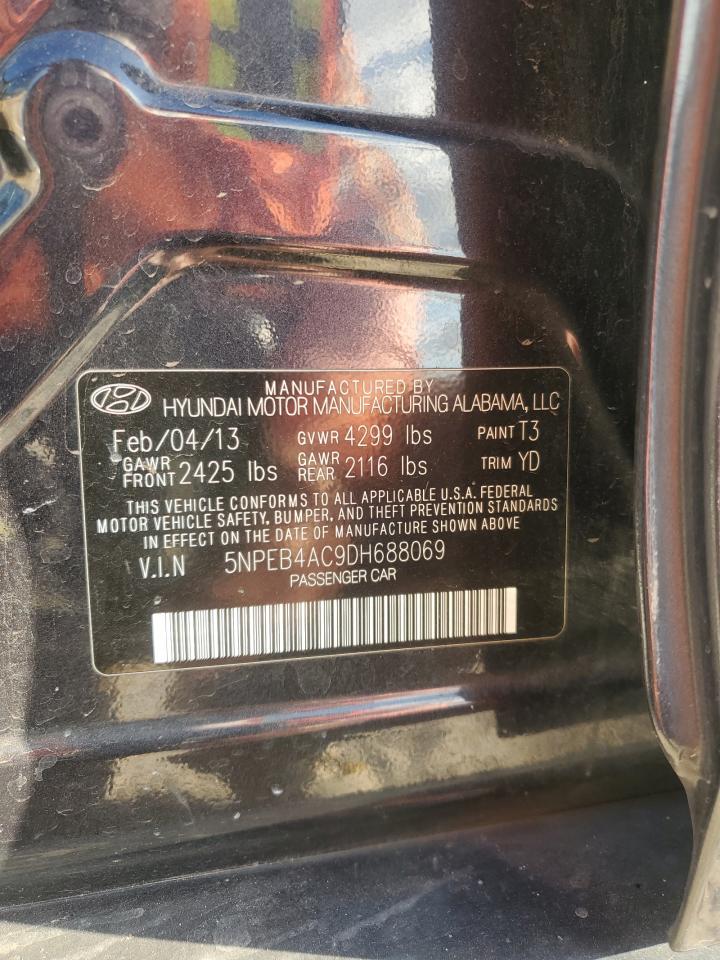 MANUFACTURED BY
HYUNDAI MOTOR MANUFACTURING ALABAMA, LLC
Feb/04/13 GVWR 4299 lbs PAINT T3
GAWR FRONT 2425 lbs GAWR REAR 2116 lbs TRIM YD
THIS VEHICLE CONFORMS TO ALL APPLICABLE U.S.A. FEDERAL
MOTOR VEHICLE SAFETY, BUMPER, AND THEFT PREVENTION STANDARDS
IN EFFECT ON THE DATE OF MANUFACTURE SHOWN ABOVE
V.I.N 5NPEB4AC9DH688069
PASSENGER CAR